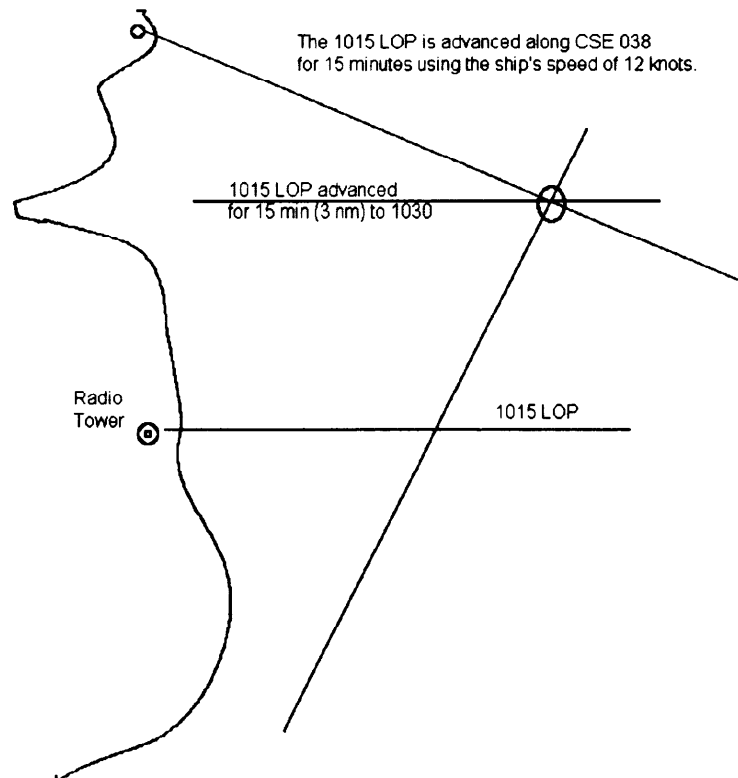 The 1015 LOP is advanced along CSE 038
for 15 minutes using the ship's speed of 12 knots.
1015 LOP advanced
for 15 min (3 nm) to 1030
Radio
Tower
1015 LOP